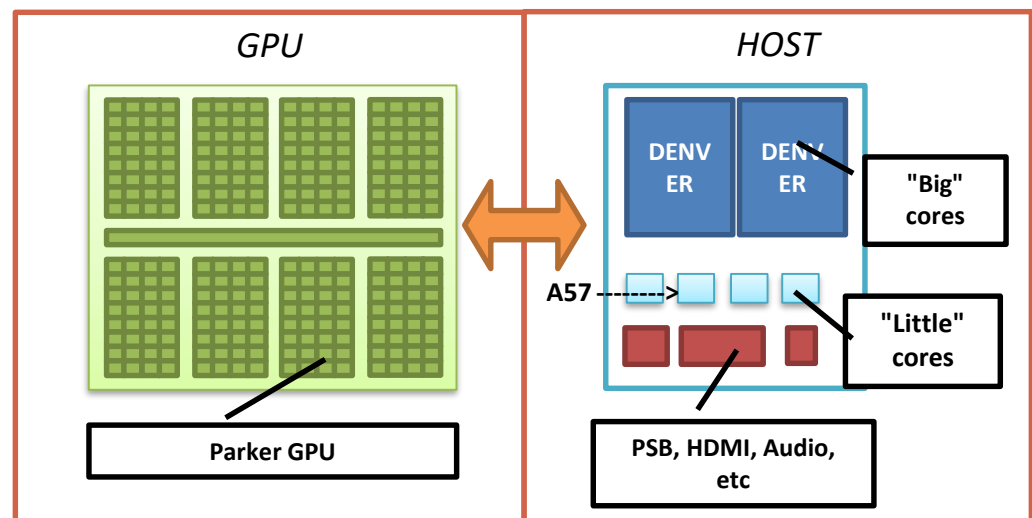 GPU
HOST
DENV
ER
DENV
ER
"Big"
cores
A57
"Little"
cores
Parker GPU
PSB, HDMI, Audio,
etc